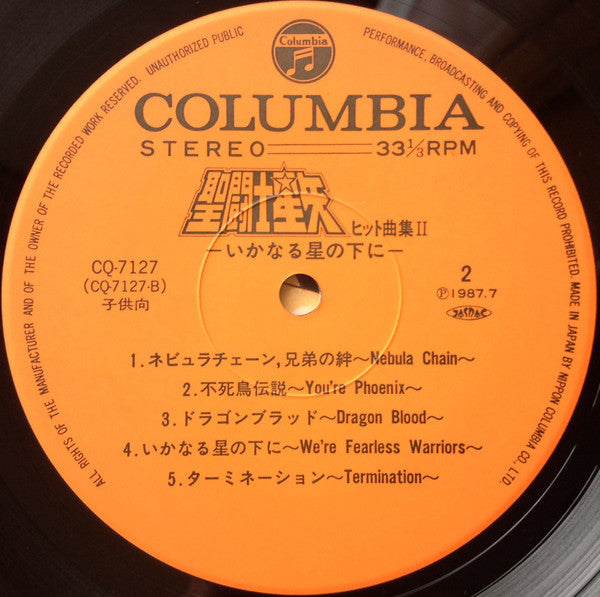 ALL RIGHTS OF THE MANUFACTURER AND OF THE OWNER OF THE RECORDED WORK RESERVED. UNAUTHORIZED PUBLIC PERFORMANCE, BROADCASTING AND COPYING OF THIS RECORD PROHIBITED. MADE IN JAPAN BY NIPPON COLUMBIA CO., LTD.
Columbia
COLUMBIA
STEREO 33⅓RPM
聖闘士星矢
ヒット曲集II
—いかなる星の下に—
CQ-7127
(CQ-7127-B)
子供向
2
Ⓟ1987.7
JASRAC
1.ネビュラチェーン,兄弟の絆〜Nebula Chain〜
2.不死鳥伝説〜You're Phoenix〜
3.ドラゴンブラッド〜Dragon Blood〜
4.いかなる星の下に〜We're Fearless Warriors〜
5.ターミネーション〜Termination〜